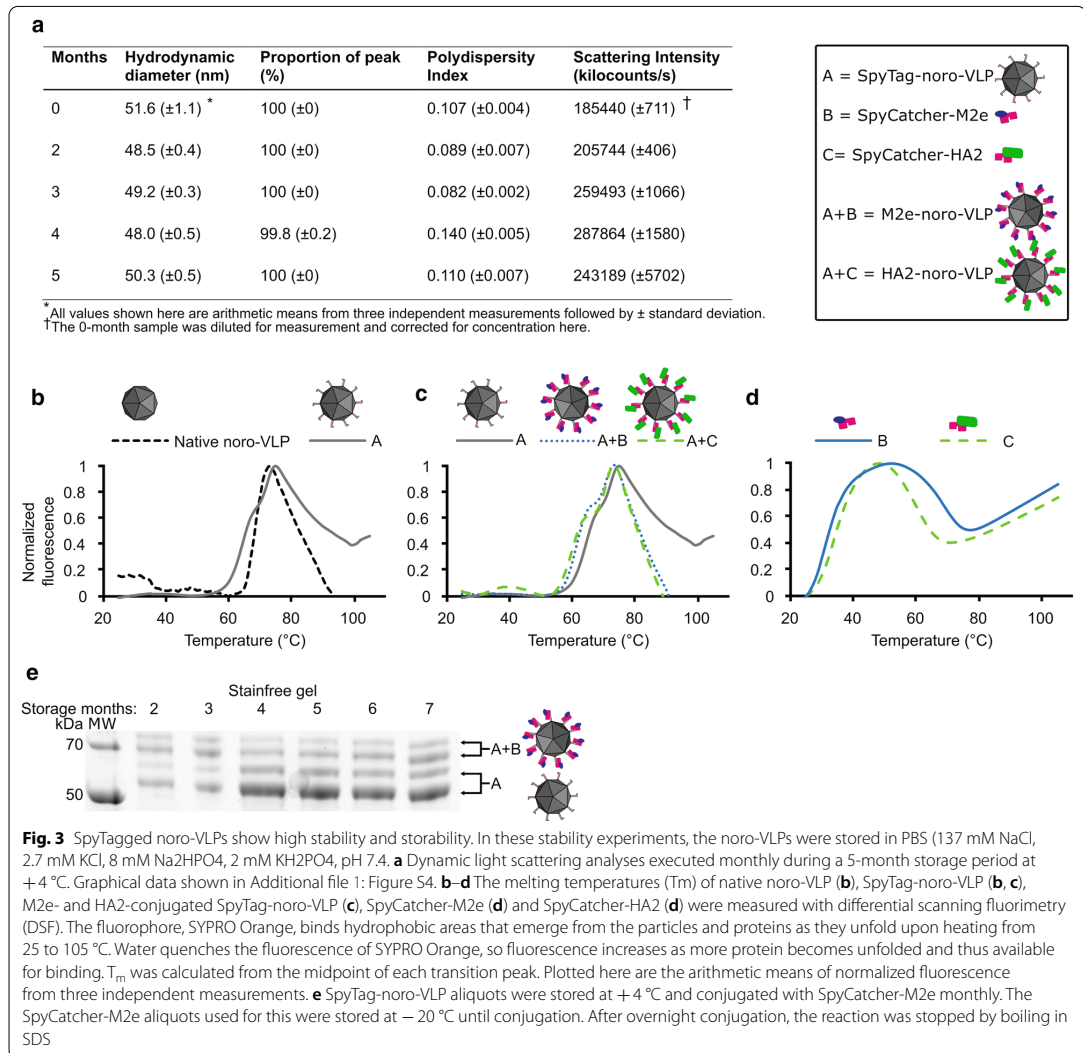 a
Months Hydrodynamic diameter (nm) Proportion of peak (%) Polydispersity Index Scattering Intensity (kilocounts/s)
0 51.6 (±1.1) * 100 (±0) 0.107 (±0.004) 185440 (±711) †
2 48.5 (±0.4) 100 (±0) 0.089 (±0.007) 205744 (±406)
3 49.2 (±0.3) 100 (±0) 0.082 (±0.002) 259493 (±1066)
4 48.0 (±0.5) 99.8 (±0.2) 0.140 (±0.005) 287864 (±1580)
5 50.3 (±0.5) 100 (±0) 0.110 (±0.007) 243189 (±5702)
*All values shown here are arithmetic means from three independent measurements followed by ± standard deviation.
†The 0-month sample was diluted for measurement and corrected for concentration here.
A = SpyTag-noro-VLP
B = SpyCatcher-M2e
C= SpyCatcher-HA2
A+B = M2e-noro-VLP
A+C = HA2-noro-VLP
b
Native noro-VLP A
Normalized fluorescence
1
0.8
0.6
0.4
0.2
0
20 40 60 80 100
Temperature (°C)
c
A A+B A+C
1
0.8
0.6
0.4
0.2
0
20 40 60 80 100
Temperature (°C)
d
B C
1
0.8
0.6
0.4
0.2
0
20 40 60 80 100
Temperature (°C)
e
Stainfree gel
Storage months: 2 3 4 5 6 7
kDa MW
70
50
A+B
A
Fig. 3 SpyTagged noro-VLPs show high stability and storability. In these stability experiments, the noro-VLPs were stored in PBS (137 mM NaCl,
2.7 mM KCl, 8 mM Na2HPO4, 2 mM KH2PO4, pH 7.4. a Dynamic light scattering analyses executed monthly during a 5-month storage period at
+ 4 °C. Graphical data shown in Additional file 1: Figure S4. b–d The melting temperatures (Tm) of native noro-VLP (b), SpyTag-noro-VLP (b, c),
M2e- and HA2-conjugated SpyTag-noro-VLP (c), SpyCatcher-M2e (d) and SpyCatcher-HA2 (d) were measured with differential scanning fluorimetry
(DSF). The fluorophore, SYPRO Orange, binds hydrophobic areas that emerge from the particles and proteins as they unfold upon heating from
25 to 105 °C. Water quenches the fluorescence of SYPRO Orange, so fluorescence increases as more protein becomes unfolded and thus available
for binding. Tm was calculated from the midpoint of each transition peak. Plotted here are the arithmetic means of normalized fluorescence
from three independent measurements. e SpyTag-noro-VLP aliquots were stored at + 4 °C and conjugated with SpyCatcher-M2e monthly. The
SpyCatcher-M2e aliquots used for this were stored at − 20 °C until conjugation. After overnight conjugation, the reaction was stopped by boiling in
SDS